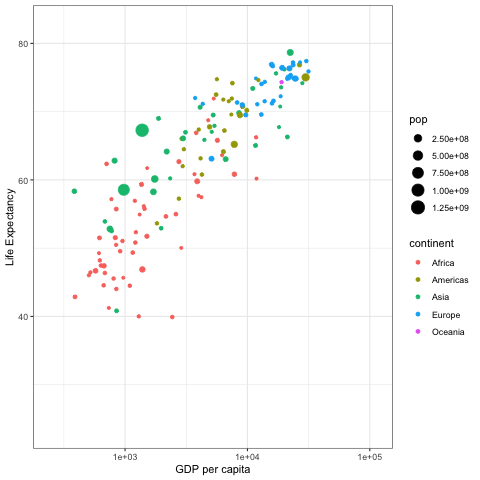 80
60
40
Life Expectancy
1e+03
1e+04
1e+05
GDP per capita
pop
2.50e+08
5.00e+08
7.50e+08
1.00e+09
1.25e+09
continent
Africa
Americas
Asia
Europe
Oceania